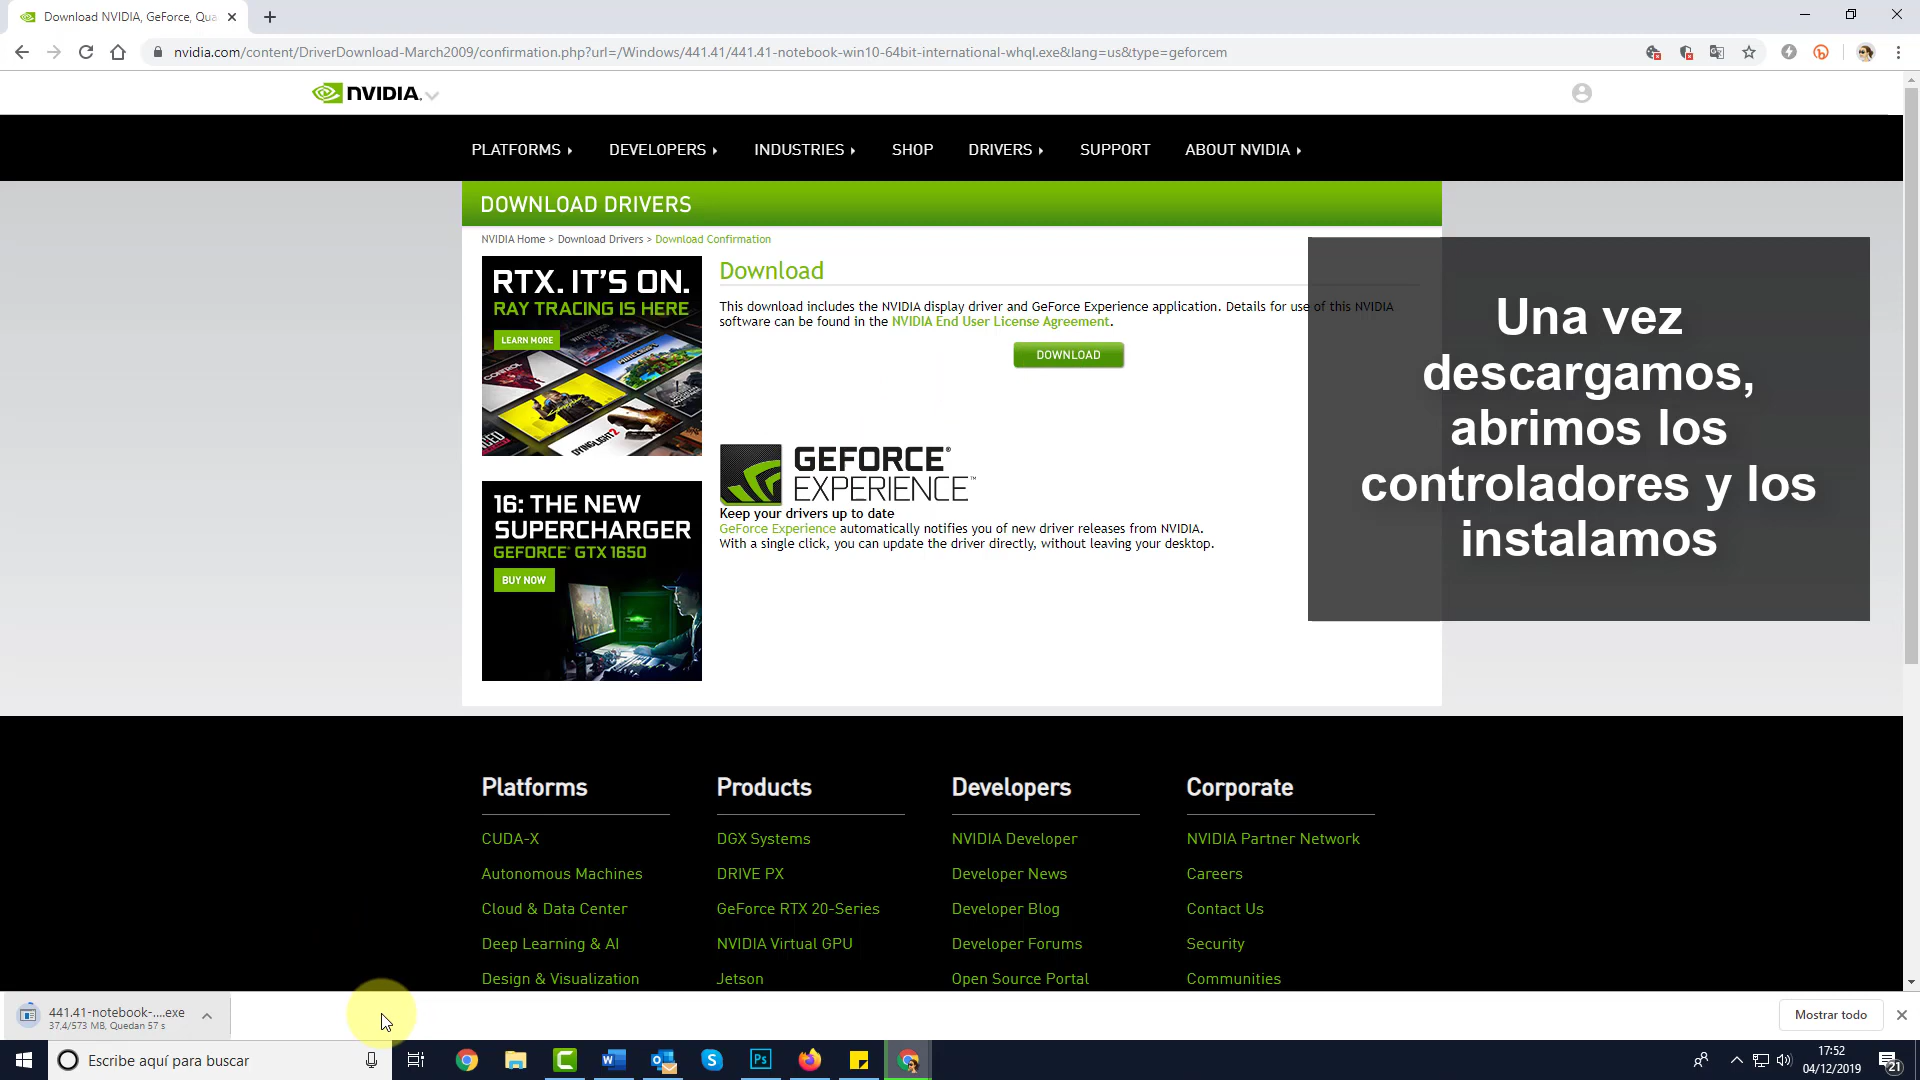 Download NVIDIA, GeForce, Qua
nvidia.com/content/DriverDownload-March2009/confirmation.php?url=/Windows/441.41/441.41-notebook-win10-64bit-international-whql.exe&lang=us&type=geforcem
NVIDIA.
PLATFORMS DEVELOPERS INDUSTRIES SHOP DRIVERS SUPPORT ABOUT NVIDIA
DOWNLOAD DRIVERS
NVIDIA Home > Download Drivers > Download Confirmation
RTX. IT'S ON.
RAY TRACING IS HERE
LEARN MORE
CONTROL
MINECRAFT
DYING LIGHT 2
16: THE NEW
SUPERCHARGER
GEFORCE® GTX 1650
BUY NOW
Download
This download includes the NVIDIA display driver and GeForce Experience application. Details for use of this NVIDIA
software can be found in the NVIDIA End User License Agreement.
DOWNLOAD
GEFORCE®
EXPERIENCE™
Keep your drivers up to date
GeForce Experience automatically notifies you of new driver releases from NVIDIA.
With a single click, you can update the driver directly, without leaving your desktop.
Una vez
descargamos,
abrimos los
controladores y los
instalamos
Platforms
CUDA-X
Autonomous Machines
Cloud & Data Center
Deep Learning & AI
Design & Visualization
Products
DGX Systems
DRIVE PX
GeForce RTX 20-Series
NVIDIA Virtual GPU
Jetson
Developers
NVIDIA Developer
Developer News
Developer Blog
Developer Forums
Open Source Portal
Corporate
NVIDIA Partner Network
Careers
Contact Us
Security
Communities
441.41-notebook-....exe
37,4/573 MB, Quedan 57 s
Mostrar todo
Escribe aquí para buscar
Ps
17:52
04/12/2019
21